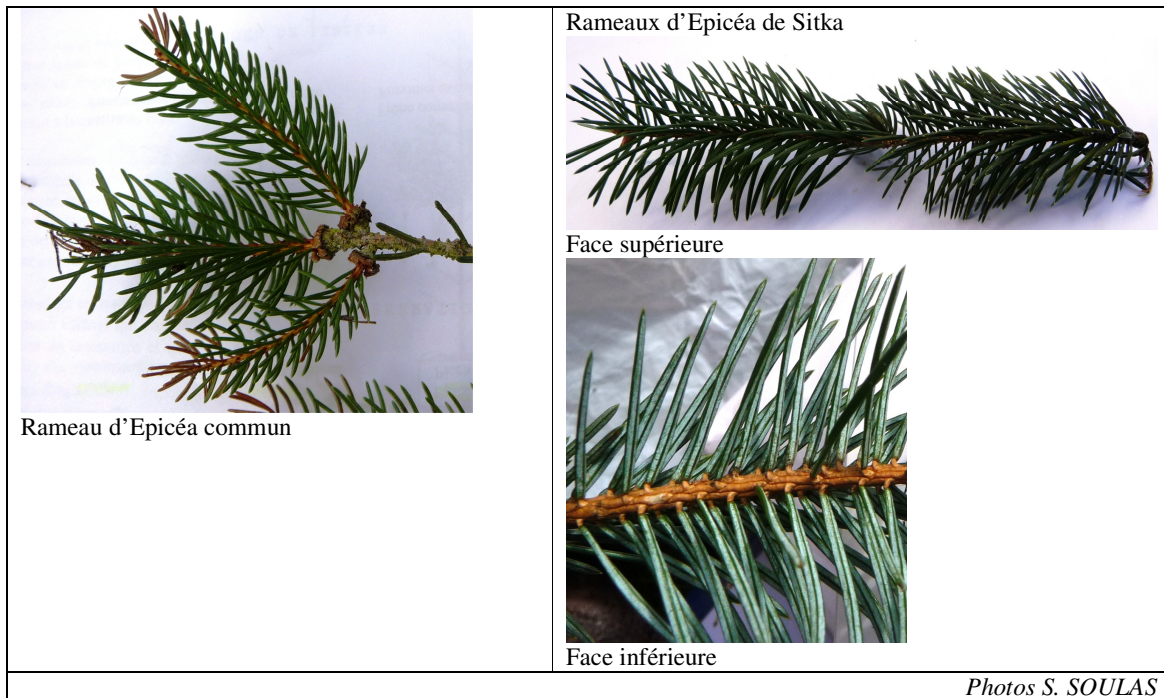 Rameau d'Epicéa commun
Rameaux d'Epicéa de Sitka
Face supérieure
Face inférieure
Photos S. SOULAS